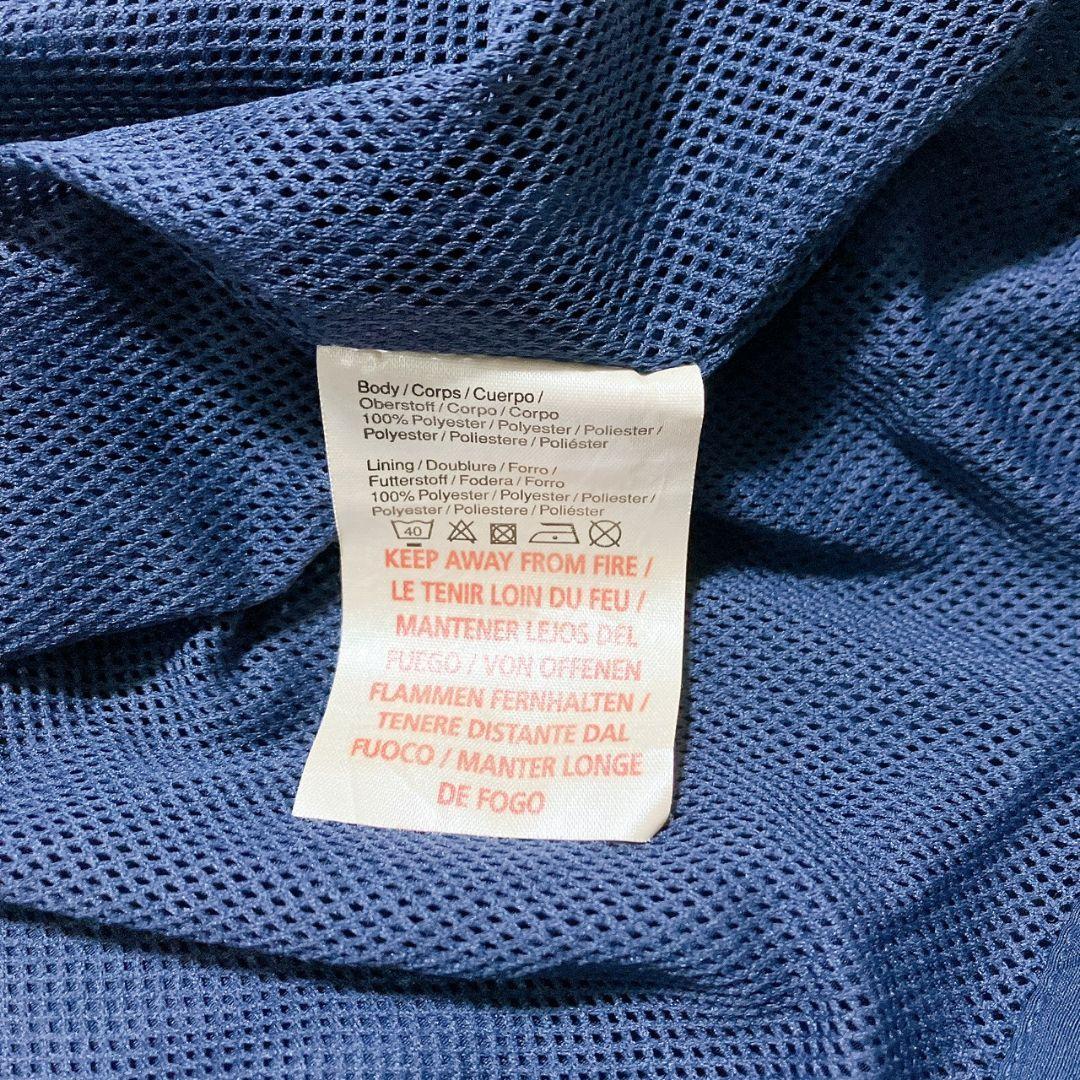 Body / Corps / Cuerpo /
Oberstoff / Corpo / Corpo
100% Polyester / Polyester / Poliester /
Polyester / Poliestere / Poliéster
Lining / Doublure / Forro /
Futterstoff / Fodera / Forro
100% Polyester / Polyester / Poliester /
Polyester / Poliestere / Poliéster
40
KEEP AWAY FROM FIRE /
LE TENIR LOIN DU FEU /
MANTENER LEJOS DEL
FUEGO / VON OFFENEN
FLAMMEN FERNHALTEN /
TENERE DISTANTE DAL
FUOCO / MANTER LONGE
DE FOGO